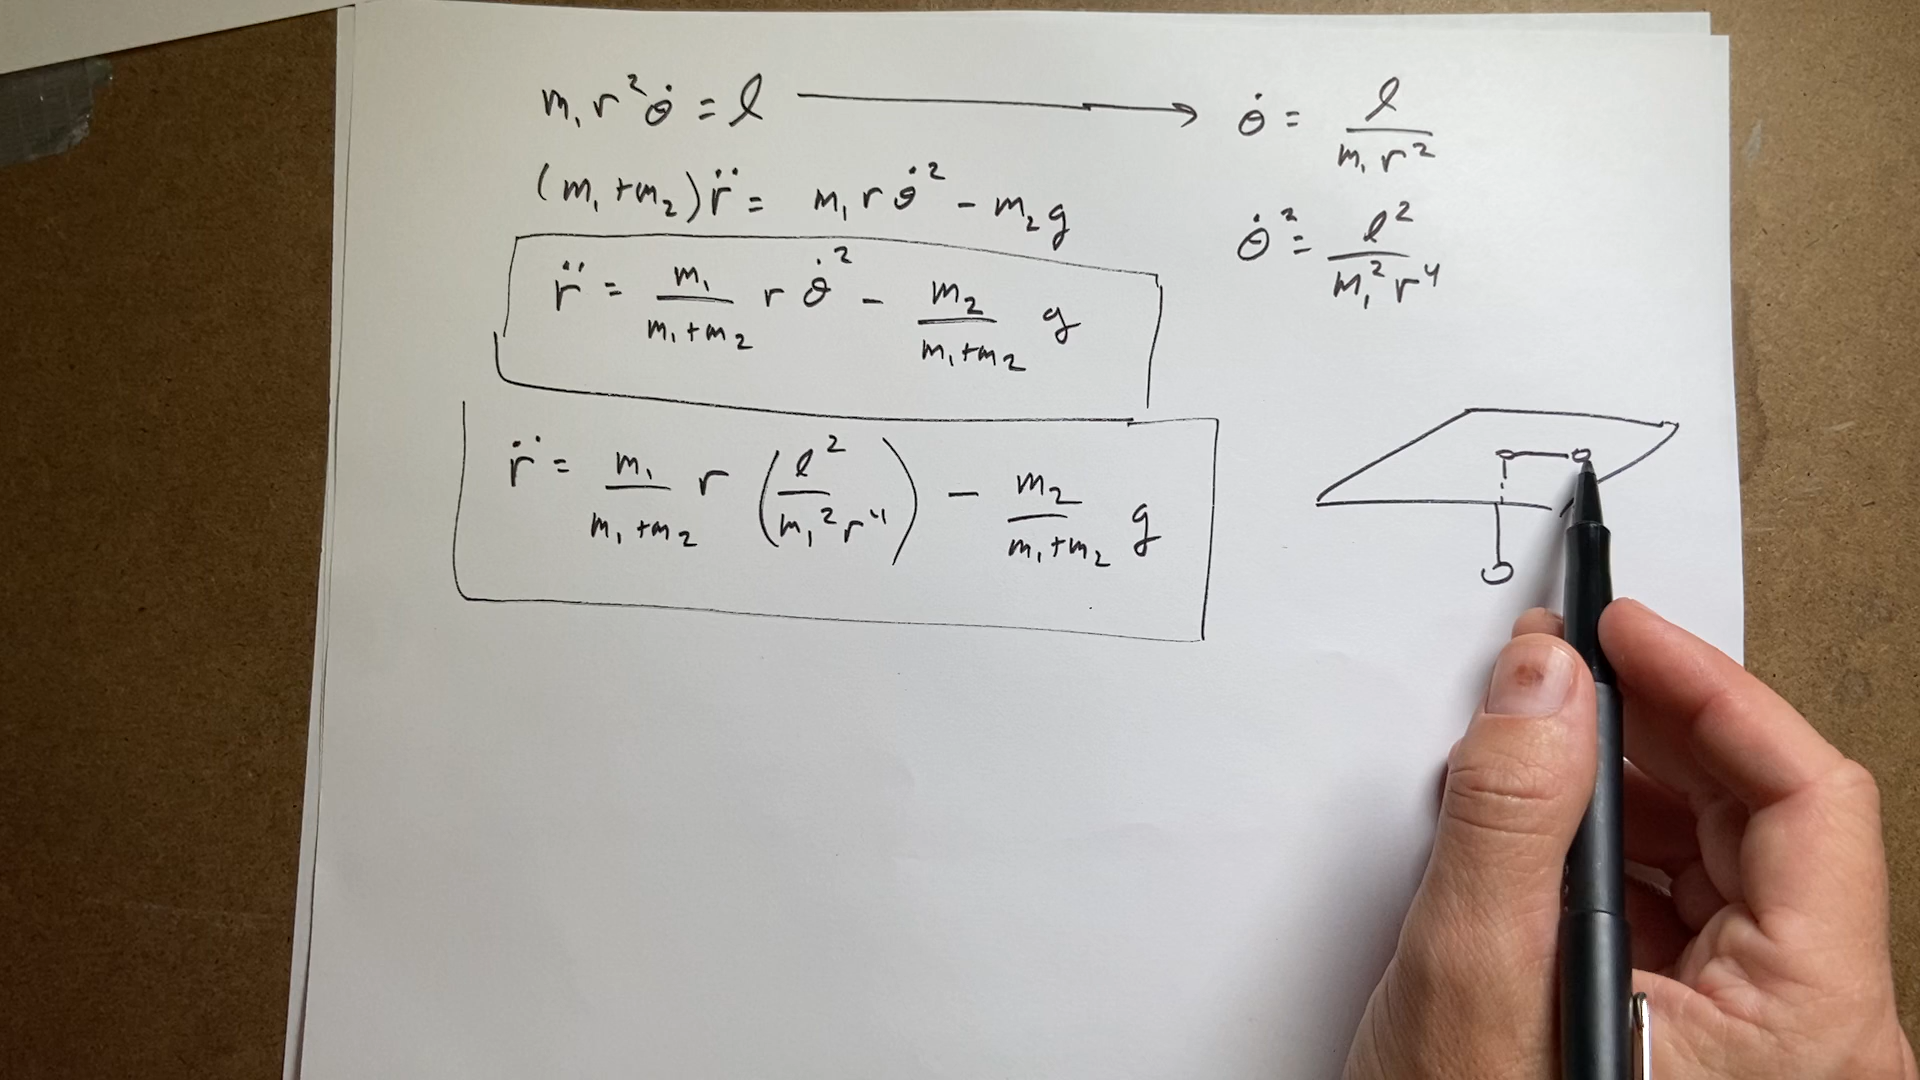 m₁r²θ̇ = ℓ → θ̇ = ℓ / (m₁r²)
(m₁+m₂)r̈ = m₁rθ̇² − m₂g
θ̇² = ℓ² / (m₁²r⁴)
r̈ = m₁/(m₁+m₂) r θ̇² − m₂/(m₁+m₂) g
r̈ = m₁/(m₁+m₂) r (ℓ²/(m₁²r⁴)) − m₂/(m₁+m₂) g